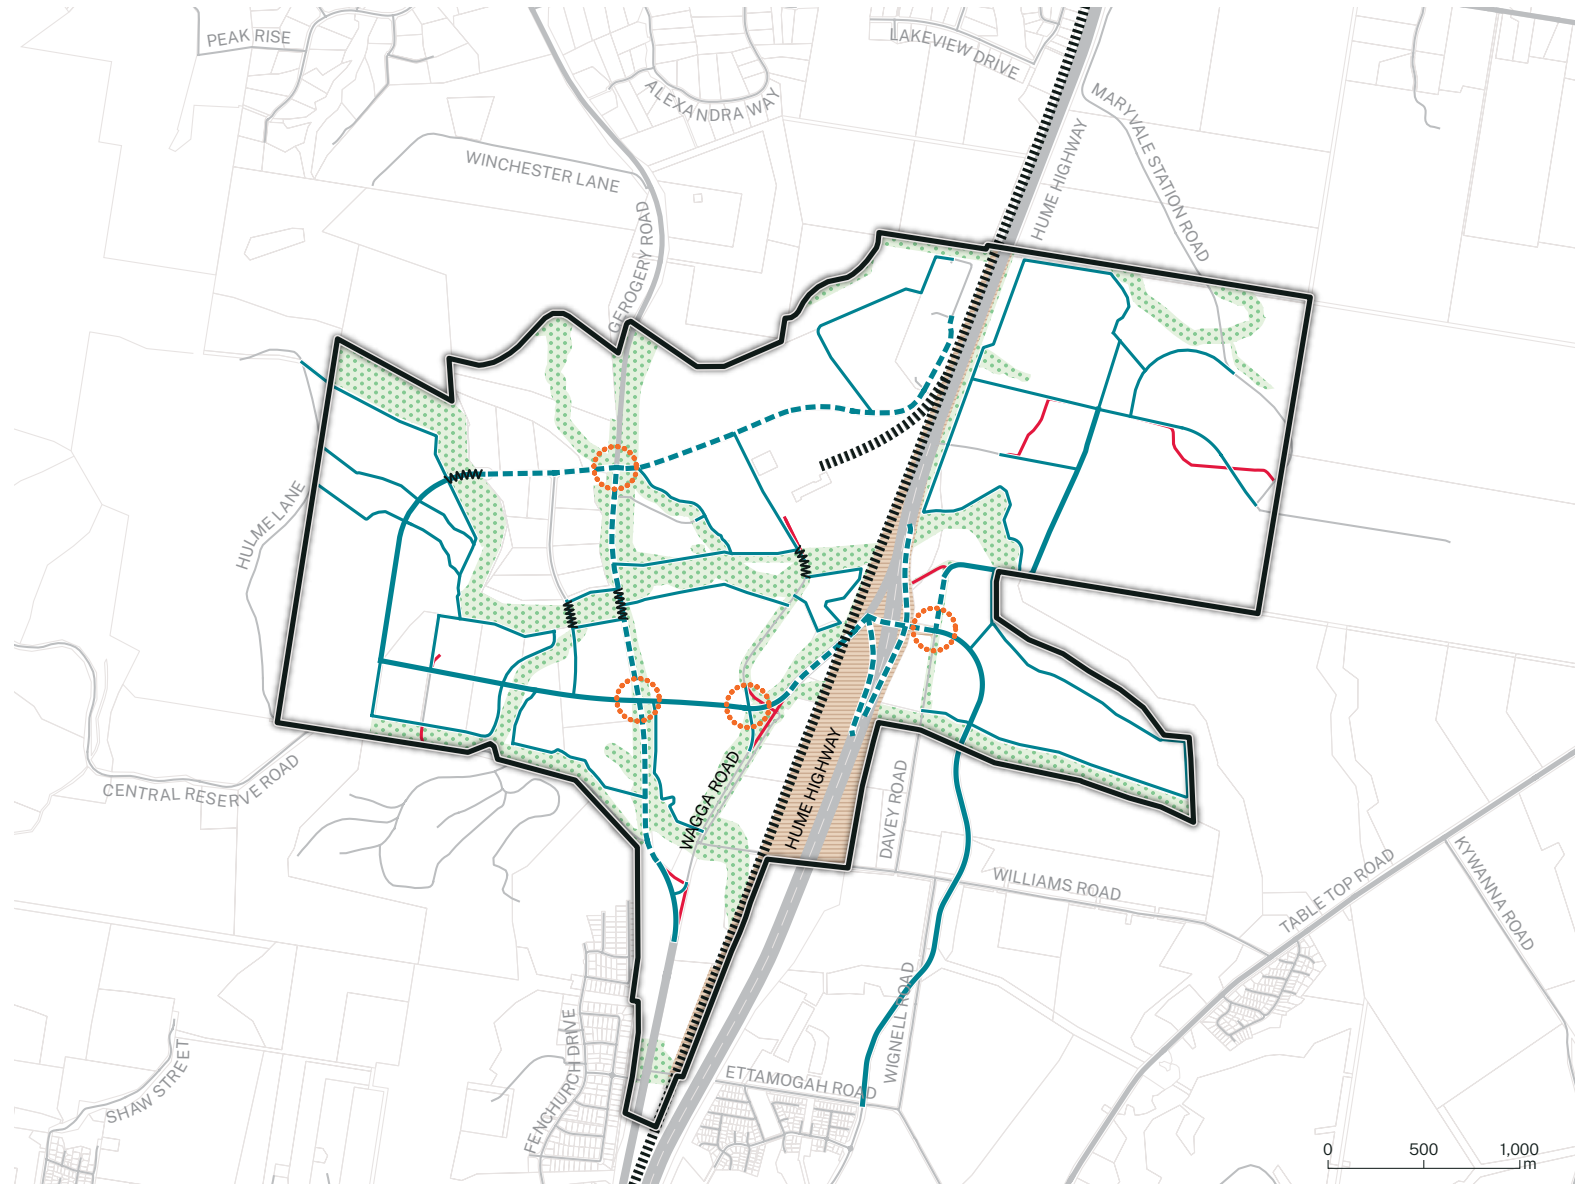 PEAK RISE
LAKEVIEW DRIVE
ALEXANDRA WAY
MARYVALE STATION ROAD
HUME HIGHWAY
WINCHESTER LANE
GEROGERY ROAD
HULME LANE
CENTRAL RESERVE ROAD
WAGGA ROAD
HUME HIGHWAY
DAVEY ROAD
WILLIAMS ROAD
TABLE TOP ROAD
KYWANNA ROAD
WIGNELL ROAD
ETTAMOGAH ROAD
FENCHURCH DRIVE
SHAW STREET
0 500 1,000
m